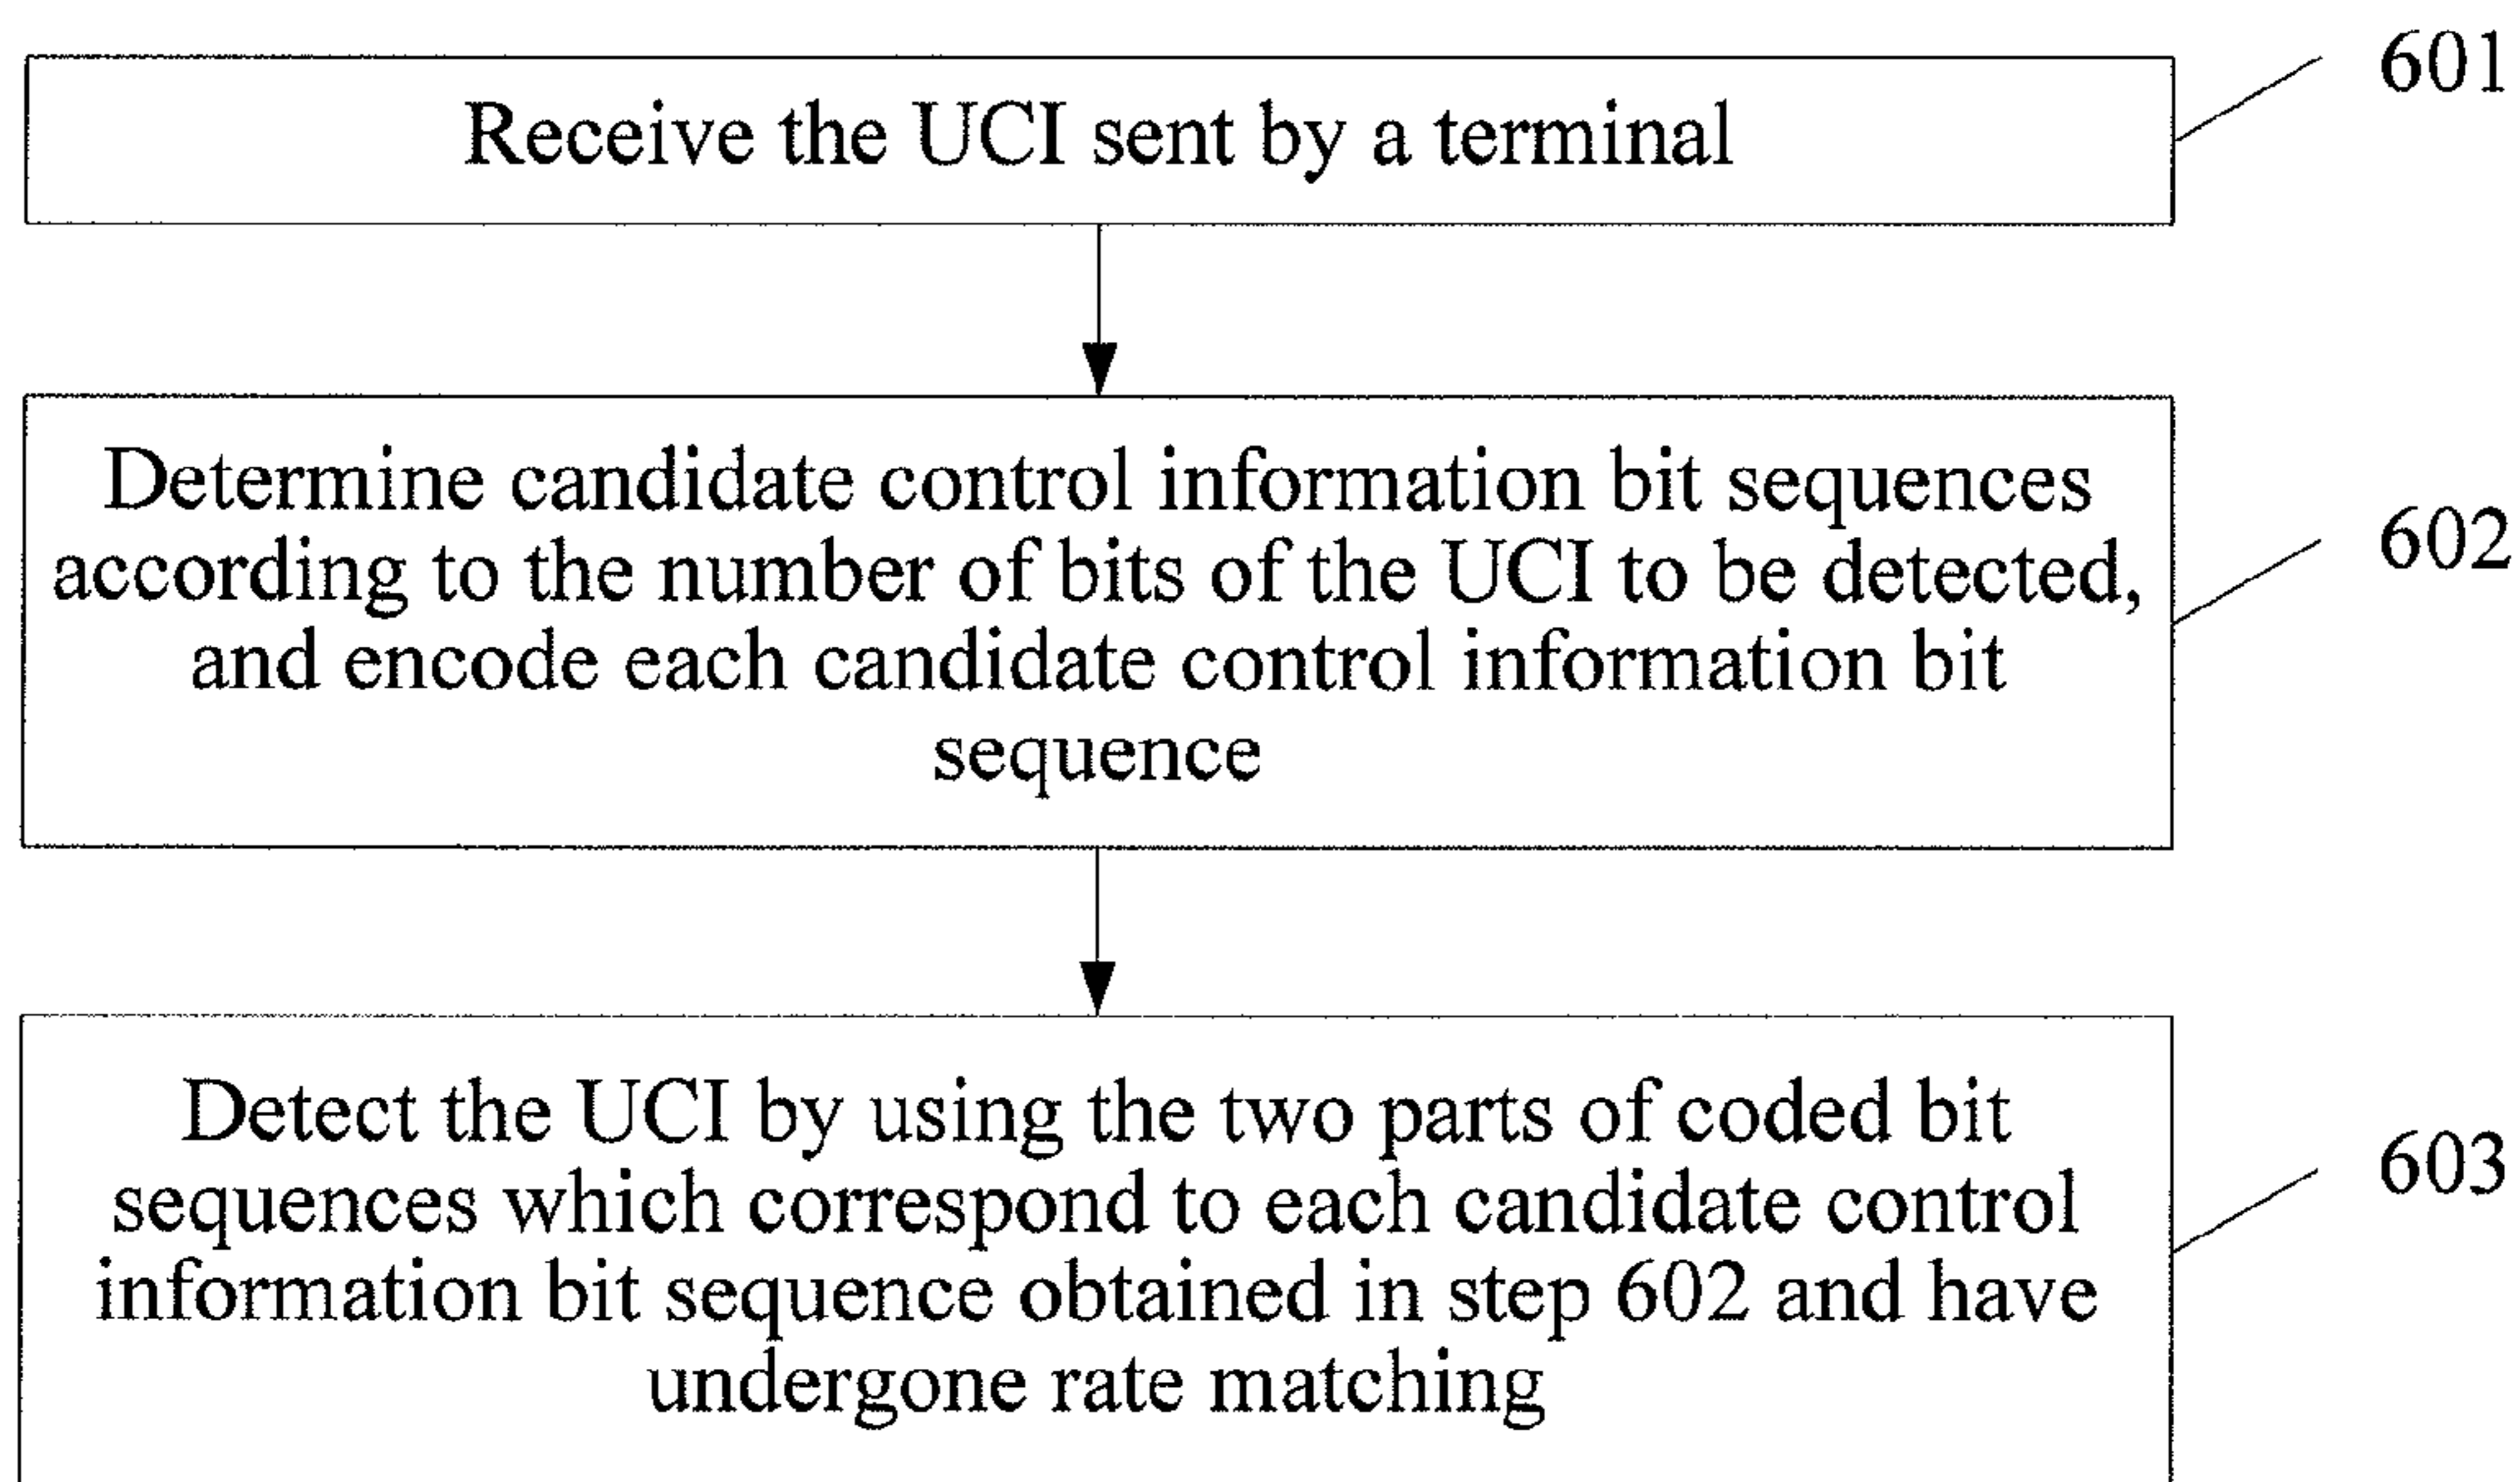 601
Receive the UCI sent by a terminal
Determine candidate control information bit sequences
according to the number of bits of the UCI to be detected,
602
and encode each candidate control information bit
sequence
Detect the UCI by using the two parts of coded bit
603
sequences which correspond to each candidate control
information bit sequence obtained in step 602 and have
undergone rate matching